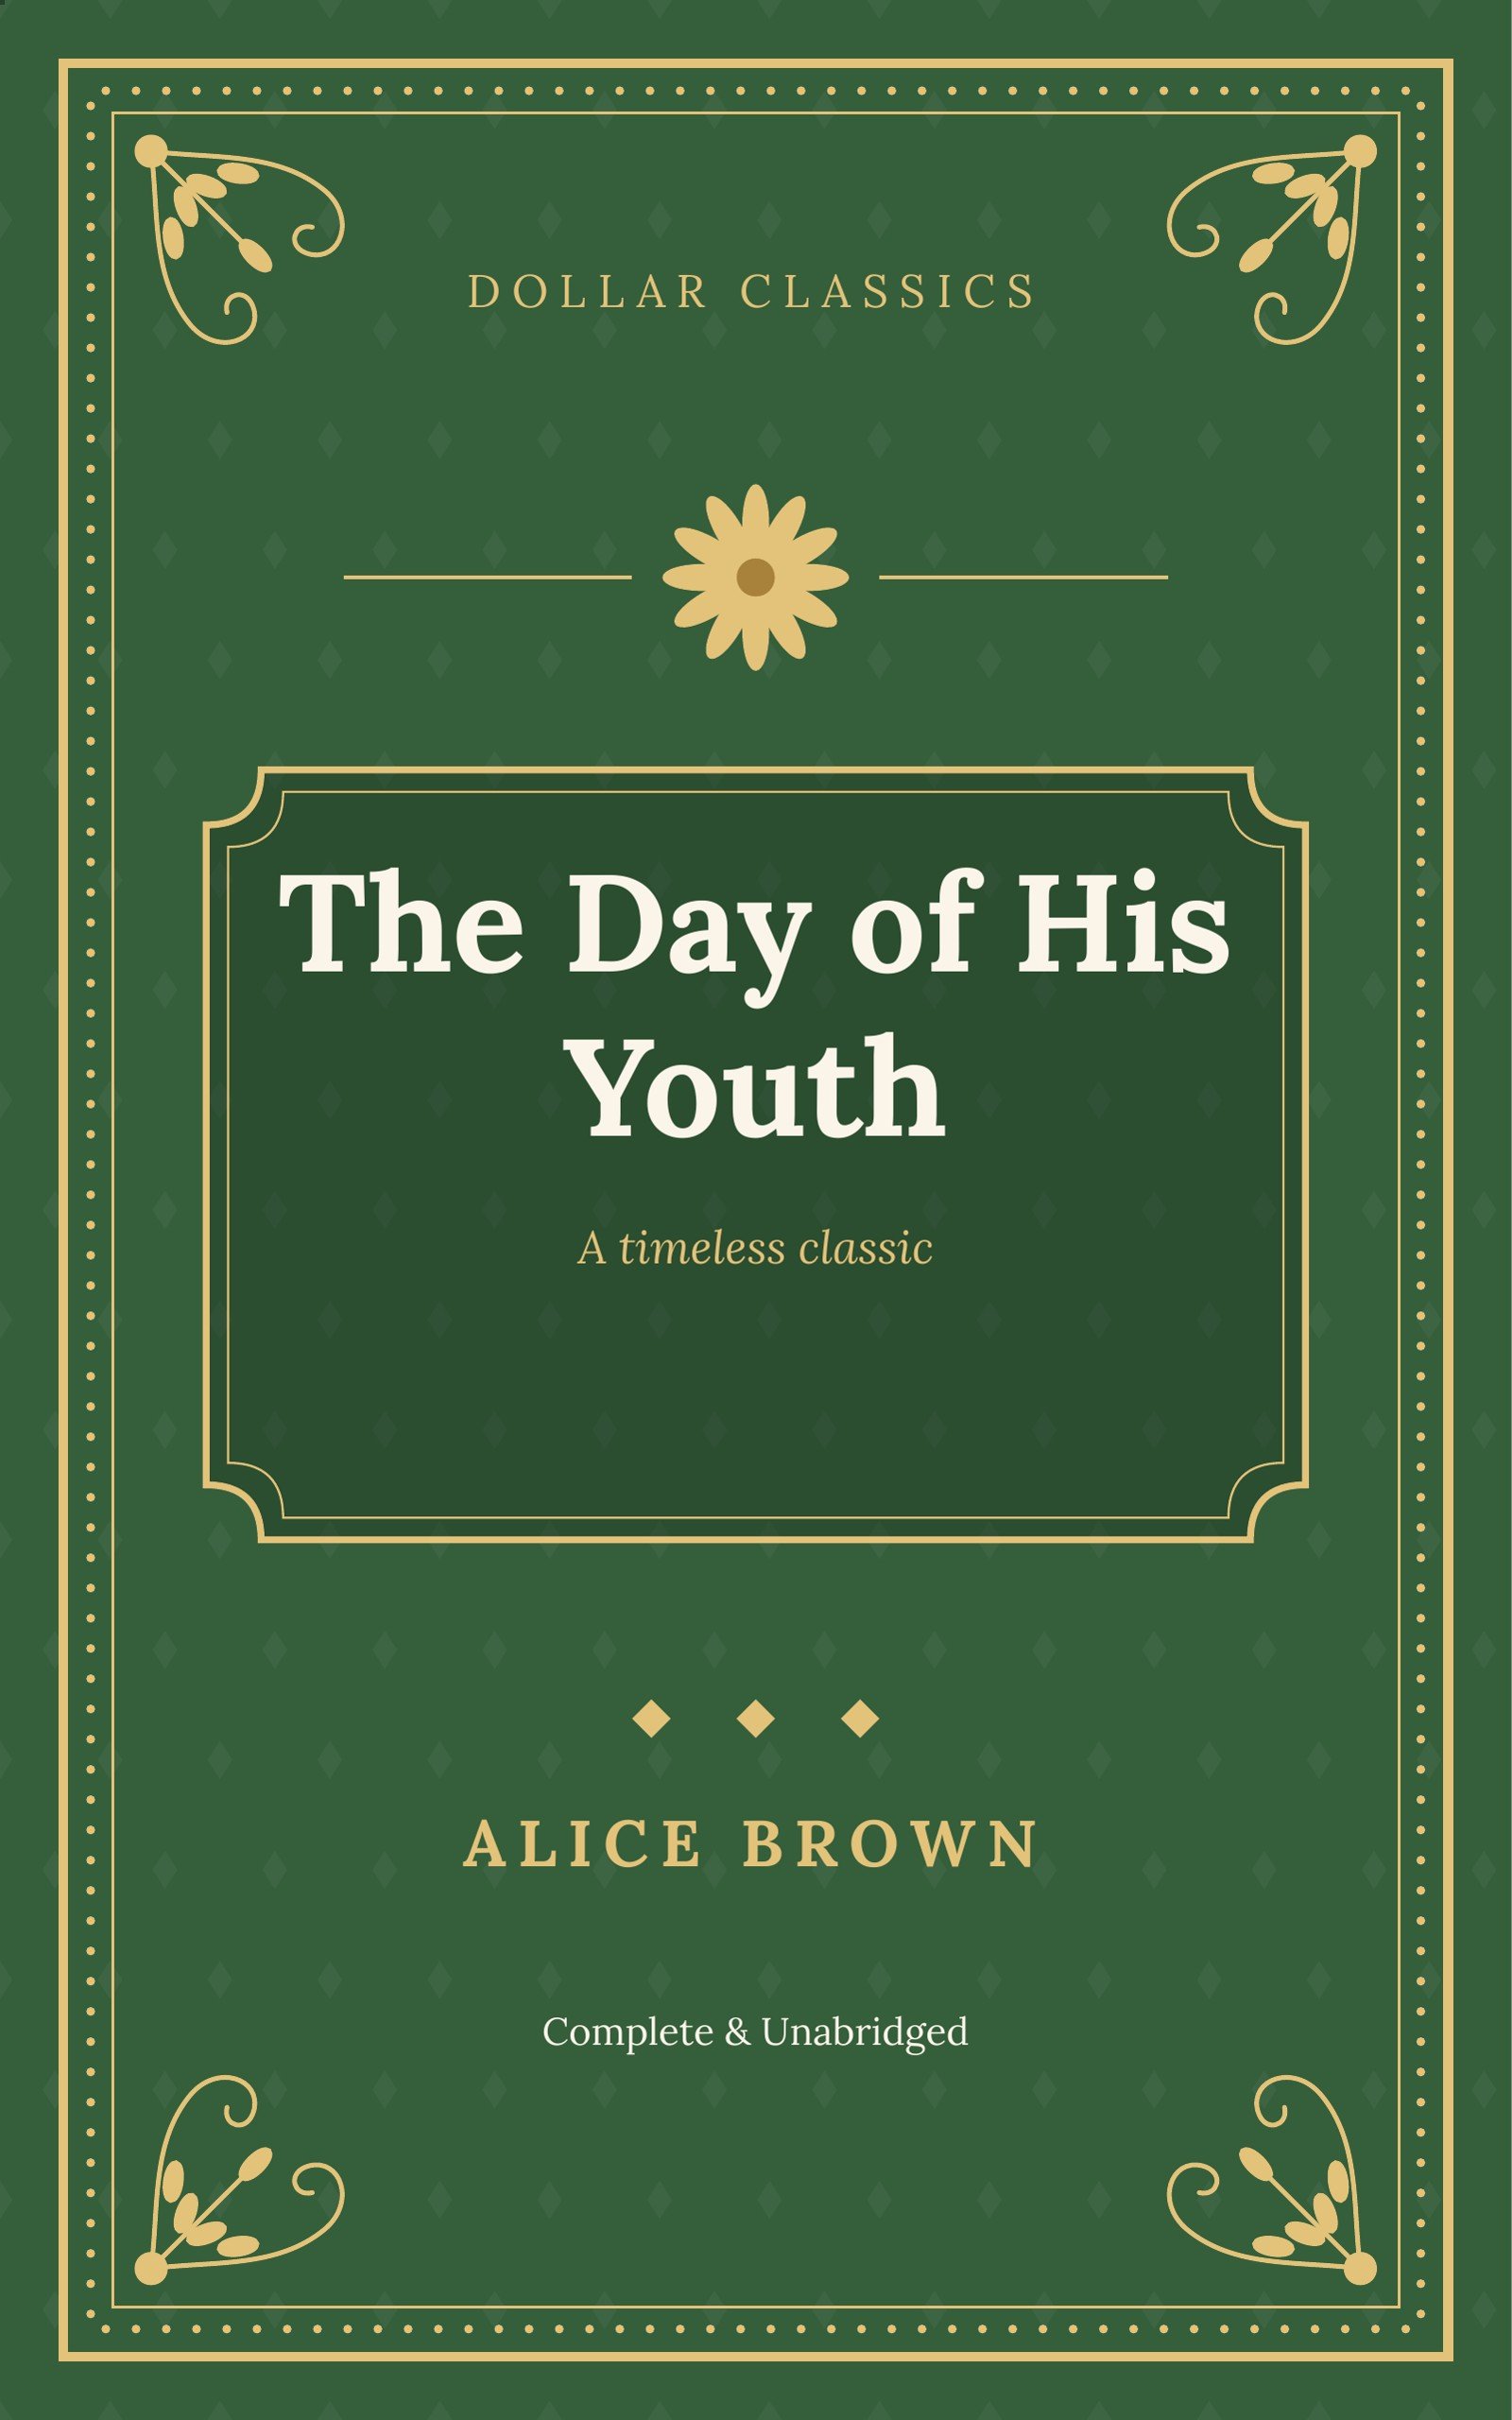 DOLLAR CLASSICS
The Day of His
Youth
A timeless classic
ALICE BROWN
Complete & Unabridged